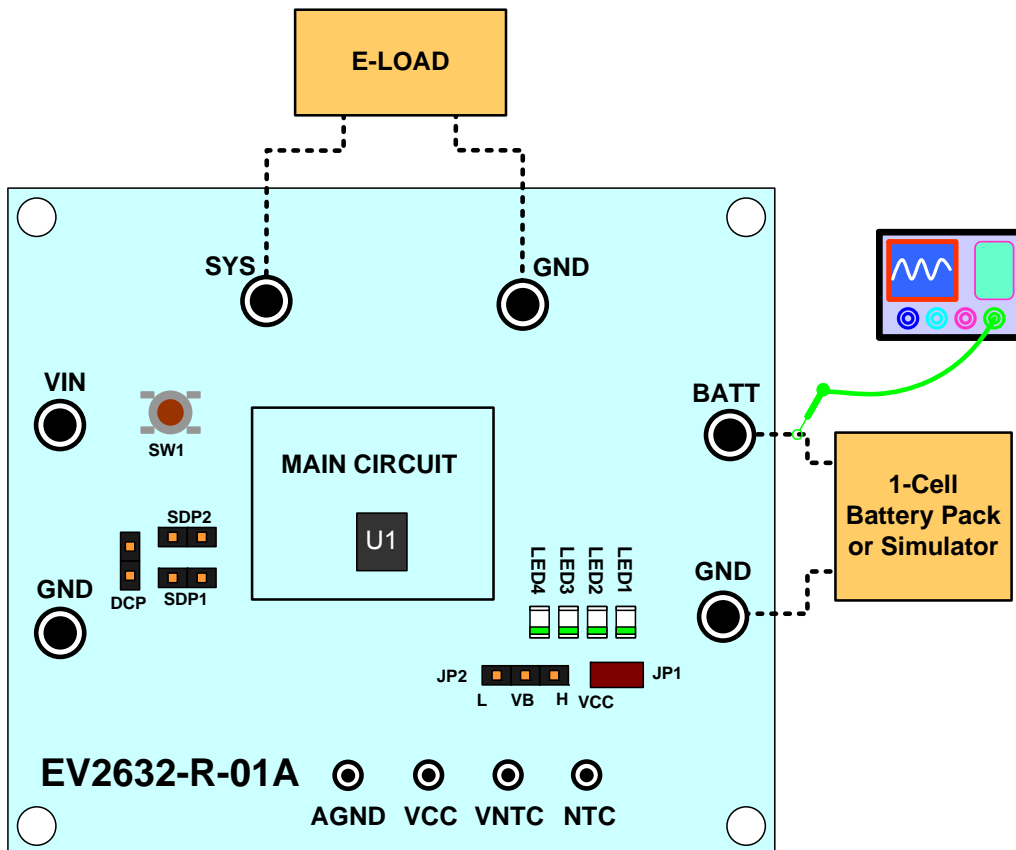 E-LOAD
SYS
GND
VIN
SW1
BATT
MAIN CIRCUIT
U1
1-Cell
Battery Pack
or Simulator
SDP2
DCP
SDP1
GND
LED4
LED3
LED2
LED1
GND
JP2
L
VB
H
VCC
JP1
EV2632-R-01A
AGND
VCC
VNTC
NTC